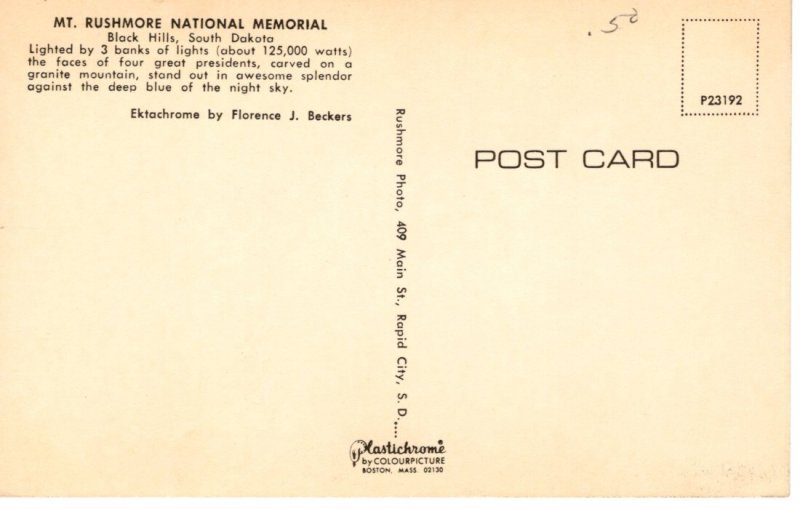 MT. RUSHMORE NATIONAL MEMORIAL
Black Hills, South Dakota
Lighted by 3 banks of lights (about 125,000 watts)
the faces of four great presidents, carved on a
granite mountain, stand out in awesome splendor
against the deep blue of the night sky.
Ektachrome by Florence J. Beckers
Rushmore Photo, 409 Main St., Rapid City, S. D.....
Plastichrome
by COLOURPICTURE
BOSTON, MASS. 02130
.50
P23192
POST CARD